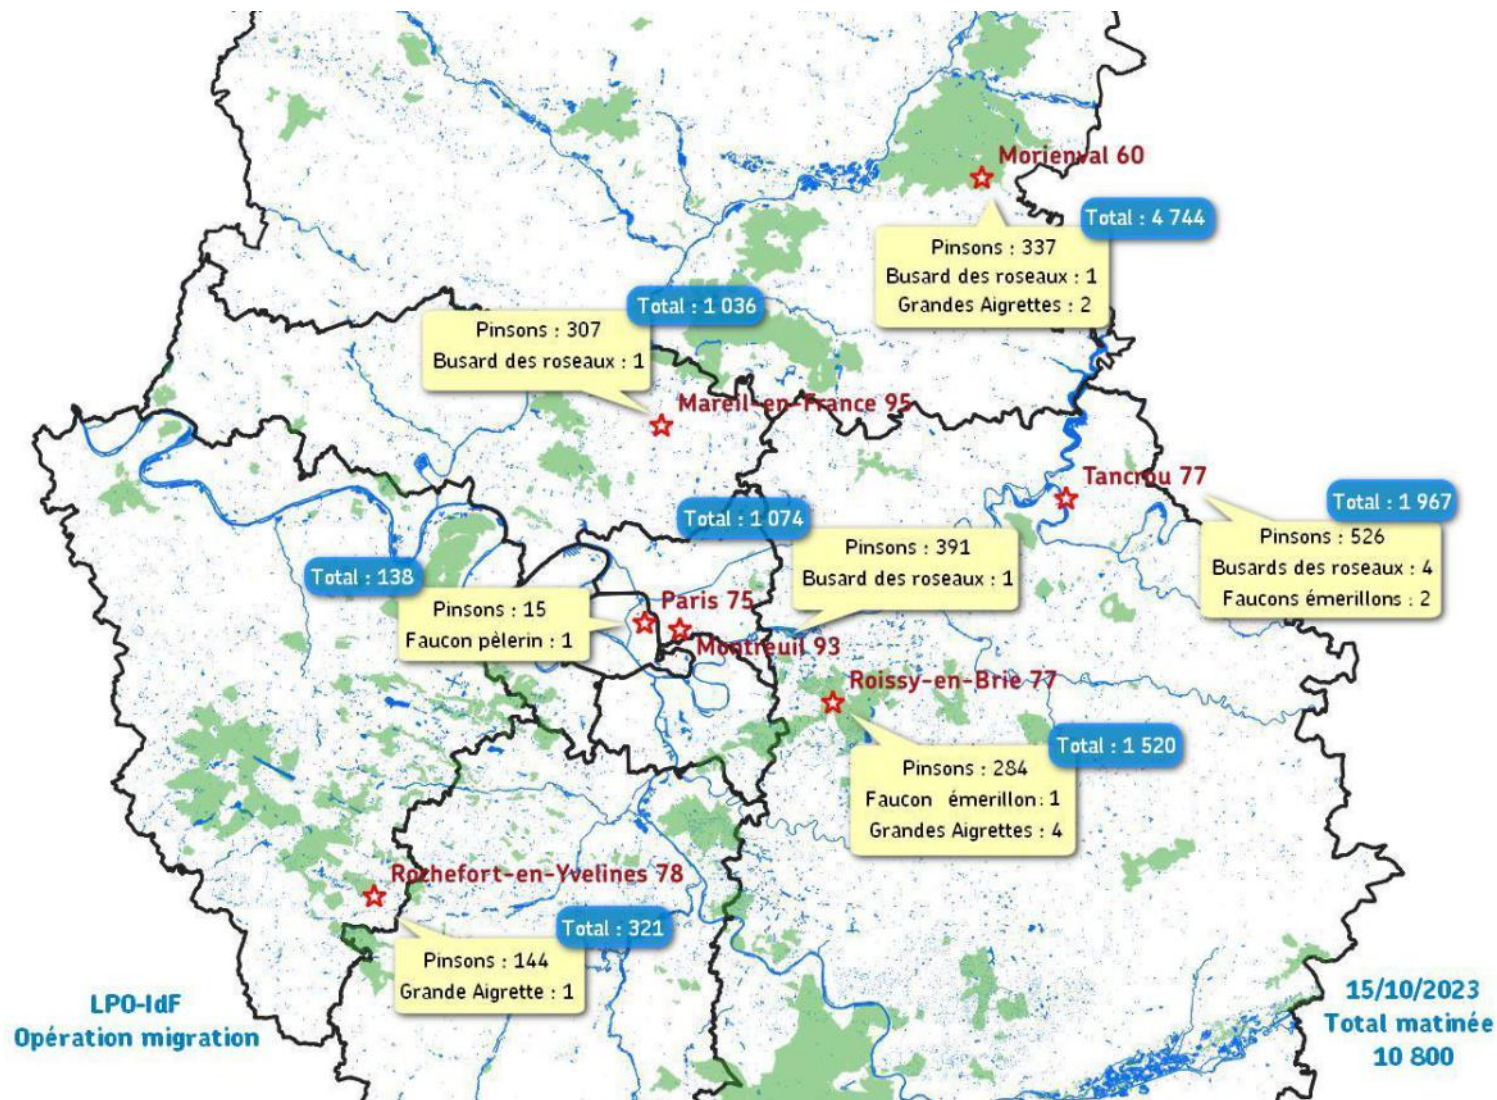 Morienval 60
Total : 4 744
Pinsons : 337
Busard des roseaux : 1
Grandes Aigrettes : 2
Total : 1 036
Pinsons : 307
Busard des roseaux : 1
Mareil-en-France 95
Tancrou 77
Total : 1 967
Pinsons : 526
Busards des roseaux : 4
Faucons émerillons : 2
Total : 1 074
Pinsons : 391
Busard des roseaux : 1
Total : 138
Pinsons : 15
Faucon pèlerin : 1
Paris 75
Montreuil 93
Roissy-en-Brie 77
Total : 1 520
Pinsons : 284
Faucon émerillon : 1
Grandes Aigrettes : 4
Rochefort-en-Yvelines 78
Total : 321
Pinsons : 144
Grande Aigrette : 1
LPO-IdF
Opération migration
15/10/2023
Total matinée
10 800